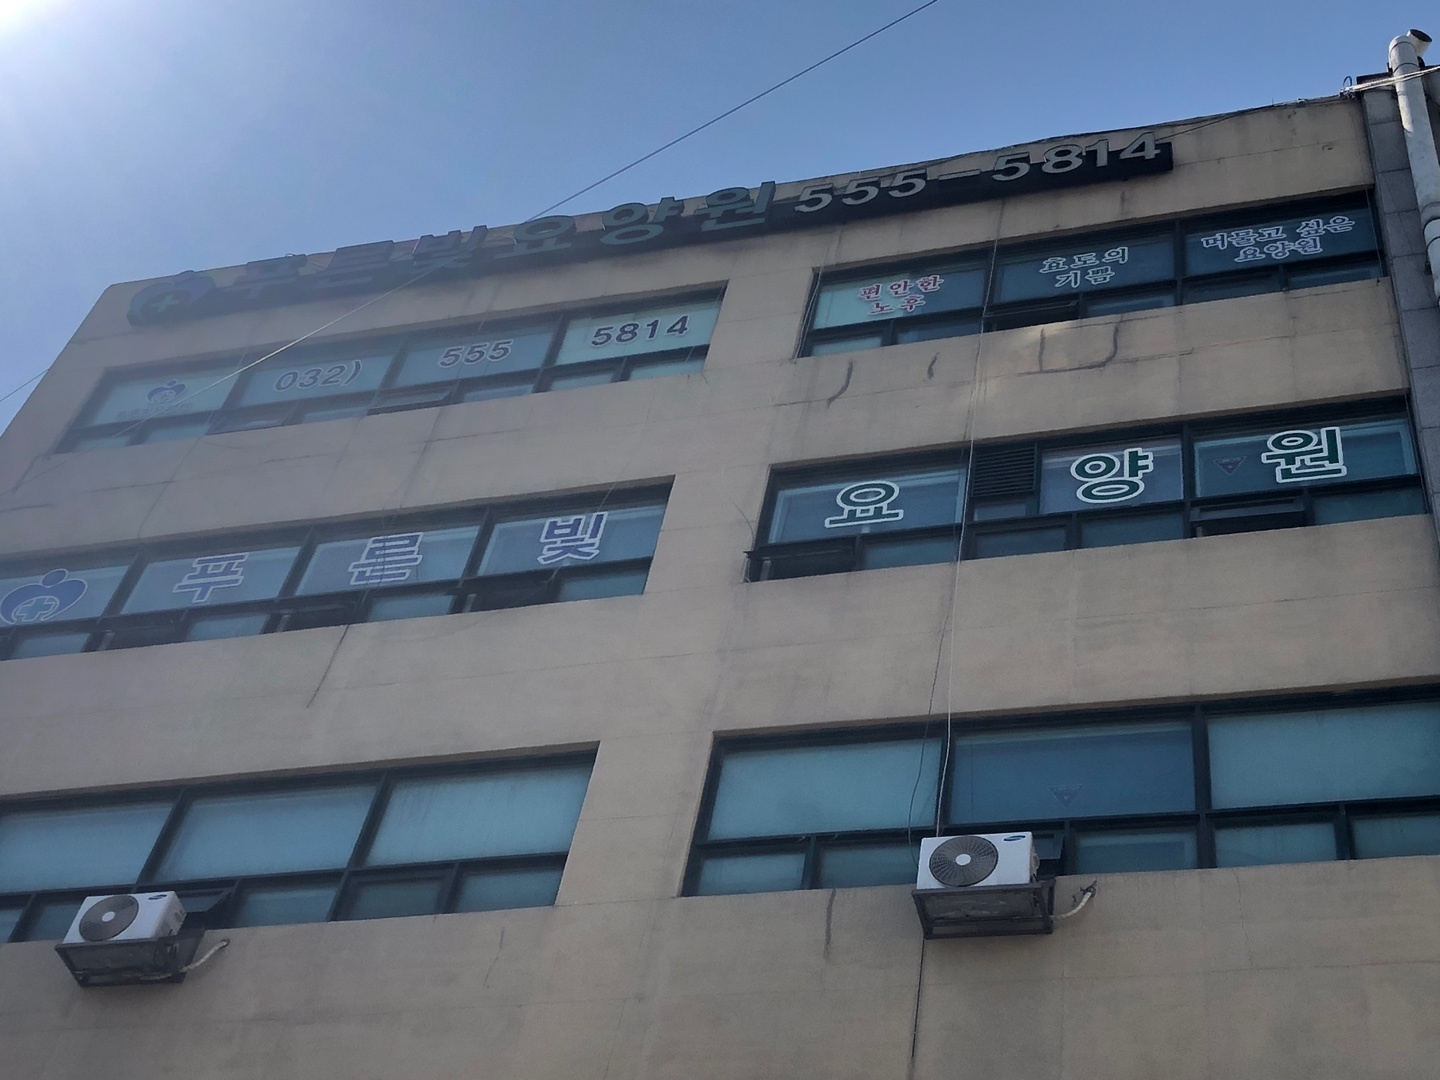 푸른빛요양원 555-5814
032) 555 5814
편안한
노후
효도의
기쁨
머물고 싶은
요양원
푸른빛 요양원